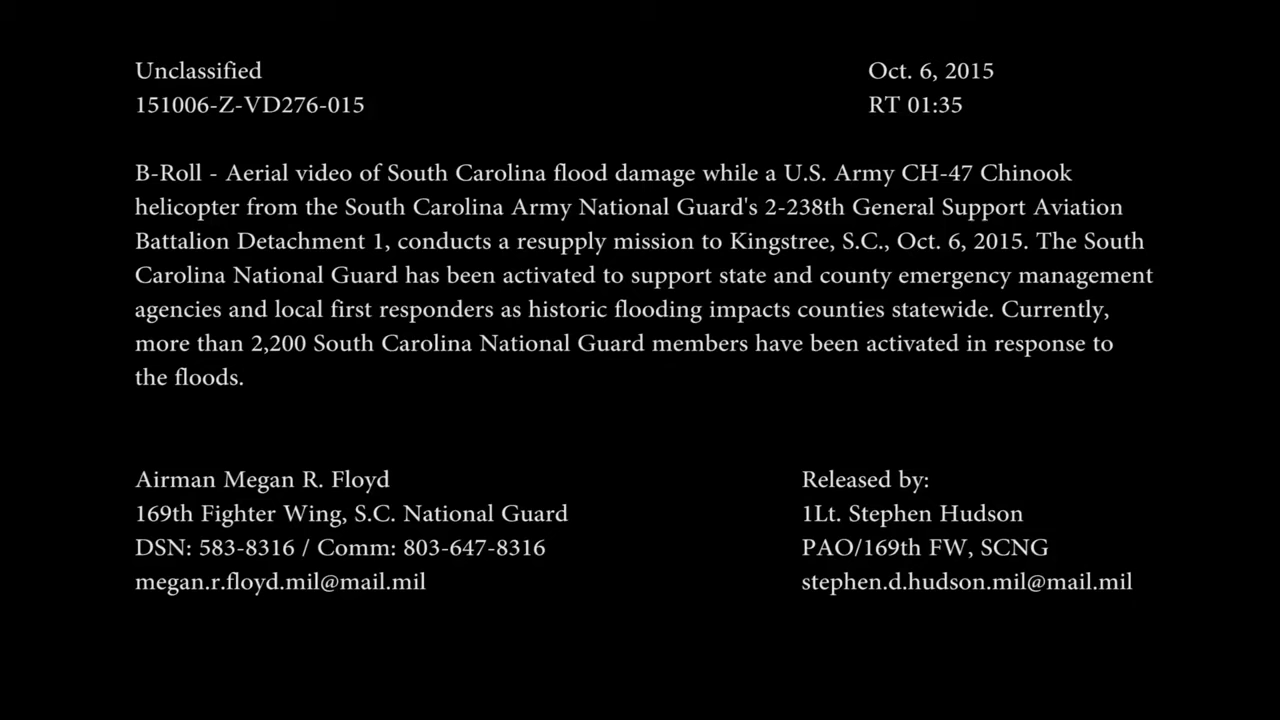 Unclassified
Oct. 6, 2015
151006-Z-VD276-015
RT 01:35
B-Roll - Aerial video of South Carolina flood damage while a U.S. Army CH-47 Chinook
helicopter from the South Carolina Army National Guard's 2-238th General Support Aviation
Battalion Detachment 1, conducts a resupply mission to Kingstree, S.C., Oct. 6, 2015. The South
Carolina National Guard has been activated to support state and county emergency management
agencies and local first responders as historic flooding impacts counties statewide. Currently,
more than 2,200 South Carolina National Guard members have been activated in response to
the floods.
Airman Megan R. Floyd
169th Fighter Wing, S.C. National Guard
DSN: 583-8316 / Comm: 803-647-8316
megan.r.floyd.mil@mail.mil
Released by:
1Lt. Stephen Hudson
PAO/169th FW, SCNG
stephen.d.hudson.mil@mail.mil